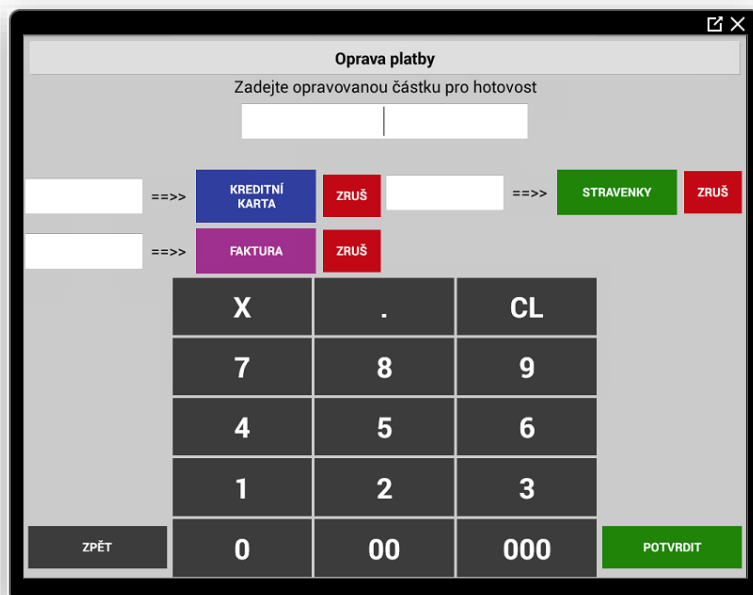 Oprava platby
Zadejte opravovanou částku pro hotovost
==>> KREDITNÍ KARTA ZRUŠ ==>> STRAVENKY ZRUŠ
==>> FAKTURA ZRUŠ
X . CL
7 8 9
4 5 6
1 2 3
ZPĚT 0 00 000 POTVRDIT